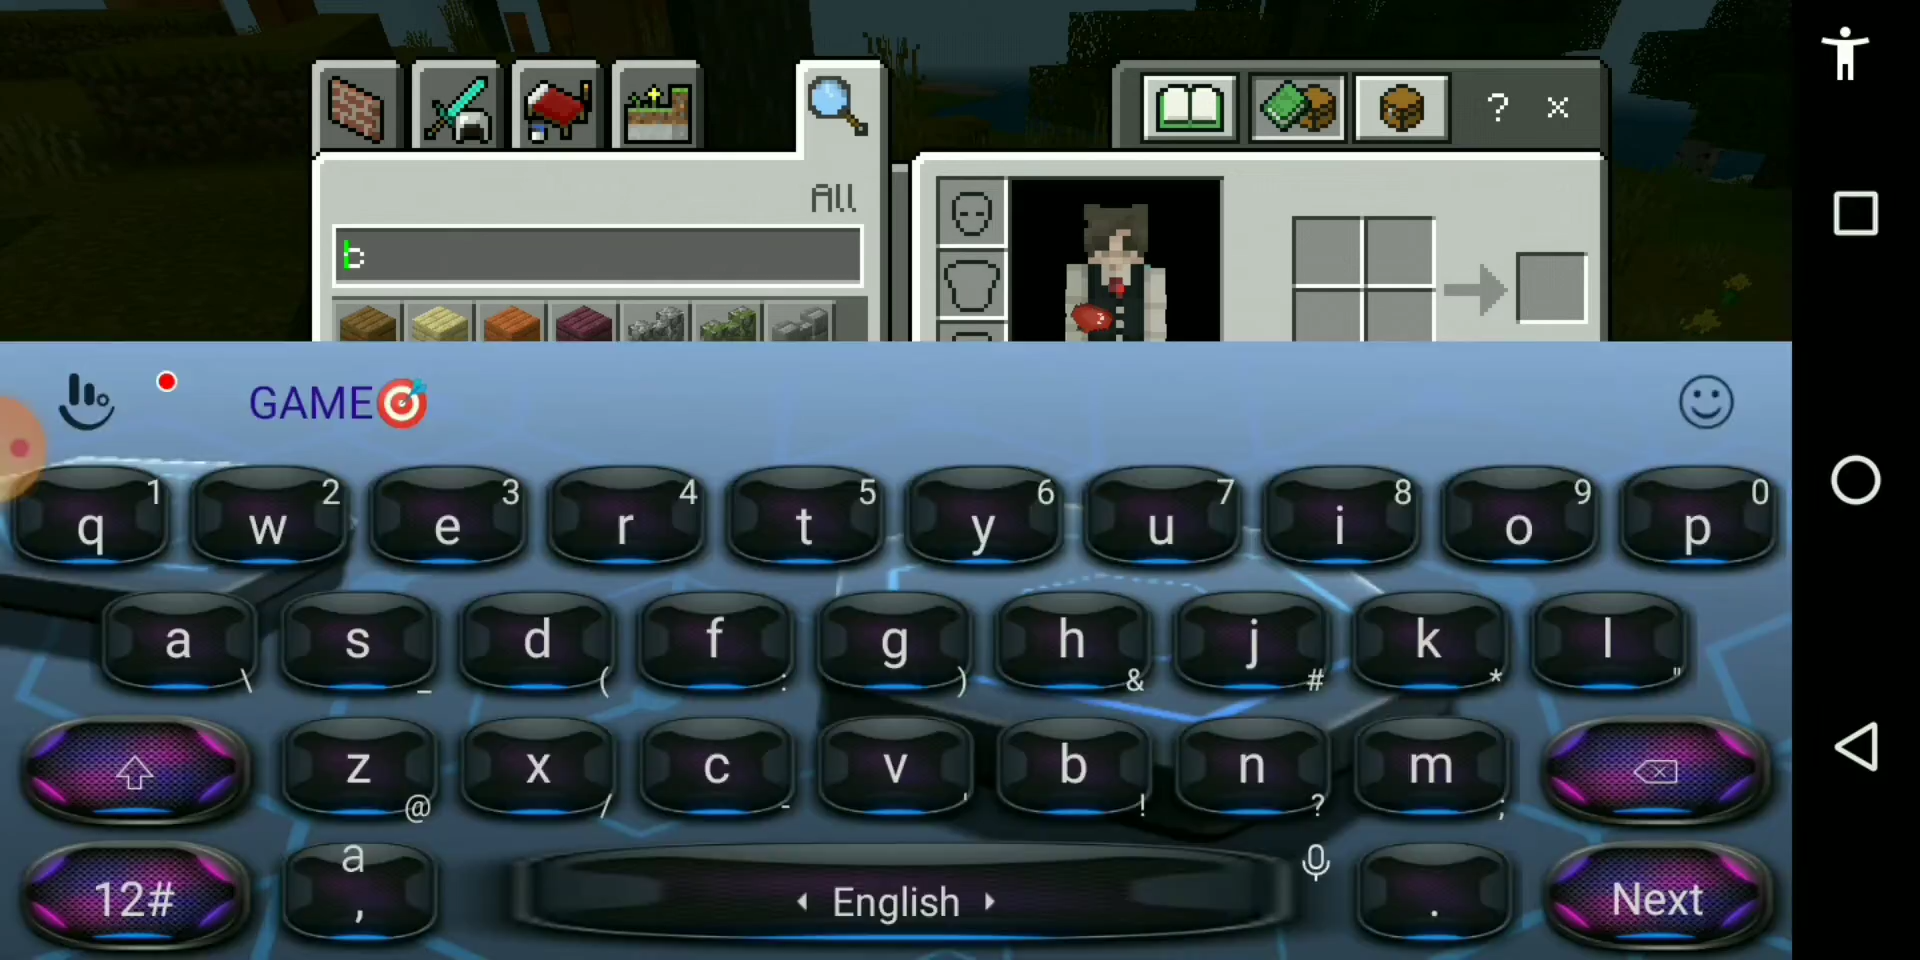 ? x
All
b
GAME🎯
1 2 3 4 5 6 7 8 9 0
q w e r t y u i o p
a s d f g h j k l
\ _ ( : ) & # * "
z x c v b n m
@ / - ' ! ? ;
12# a , English . Next